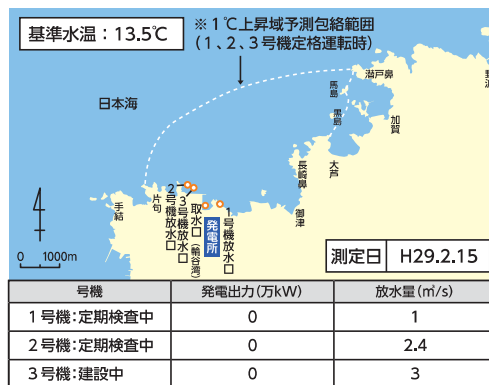 基準水温：13.5℃
※1℃上昇域予測包絡範囲
(1、2、3号機定格運転時)
日本海
馬島
黒島
潜戸鼻
加賀
野波
大芦
長崎鼻
御津
手結
片句
2号機放水口
3号機放水口
取水口(輪谷湾)
発電所
1号機放水口
0 1000m
測定日 H29.2.15
号機 発電出力(万kW) 放水量(㎥/s)
1号機：定期検査中 0 1
2号機：定期検査中 0 2.4
3号機：建設中 0 3